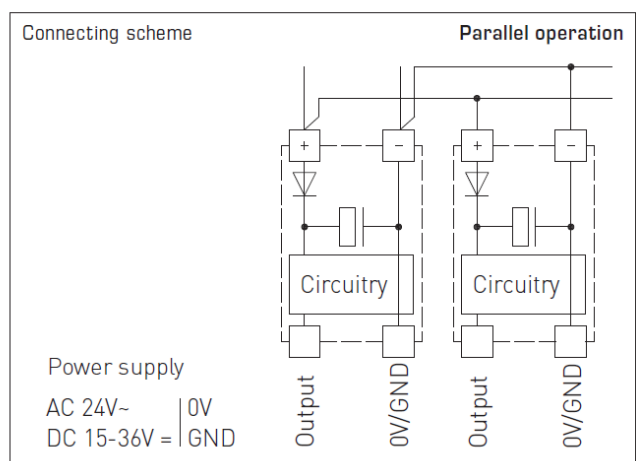 Connecting scheme
Parallel operation
+
−
+
−
Circuitry
Circuitry
Output
0V/GND
Output
0V/GND
Power supply
AC 24V~ | 0V
DC 15-36V = | GND